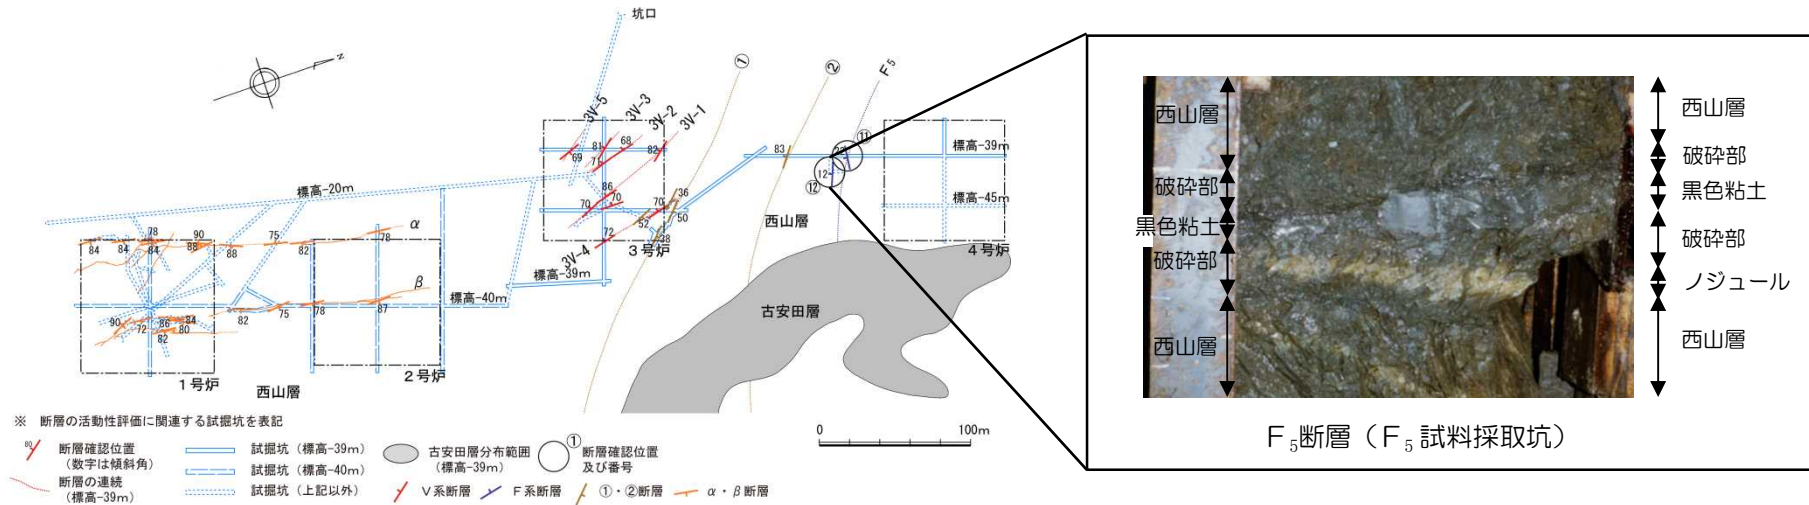 坑口
N
①
②
F₅
3V-5
3V-3
3V-2
3V-1
81
68
69
71
82
83
⑪
標高-39m
12
⑫
標高-45m
標高-20m
86
70
70
70
36
50
52
38
72
3V-4
3号炉
西山層
4号炉
78
84
84
84
90
88
88
75
82
78
α
標高-39m
β
標高-40m
90
72
86
84
82
80
82
75
78
87
1号炉
2号炉
西山層
古安田層
0
100m
※ 断層の活動性評価に関連する試掘坑を表記
80
断層確認位置
(数字は傾斜角)
断層の連続
(標高-39m)
試掘坑(標高-39m)
試掘坑(標高-40m)
試掘坑(上記以外)
古安田層分布範囲
(標高-39m)
①
断層確認位置
及び番号
V系断層
F系断層
①・②断層
α・β断層
西山層
破砕部
黒色粘土
破砕部
西山層
西山層
破砕部
黒色粘土
破砕部
ノジュール
西山層
F₅断層(F₅試料採取坑)